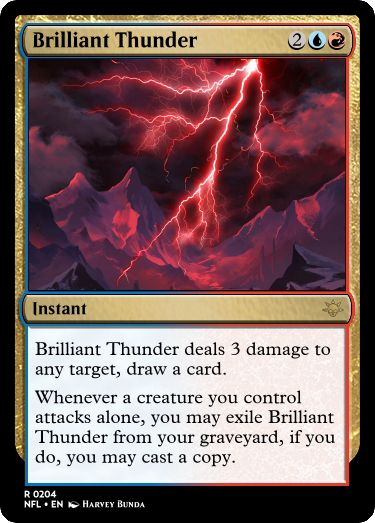 Brilliant Thunder 2
Instant
Brilliant Thunder deals 3 damage to
any target, draw a card.
Whenever a creature you control
attacks alone, you may exile Brilliant
Thunder from your graveyard, if you
do, you may cast a copy.
R 0204
NFL • EN HARVEY BUNDA